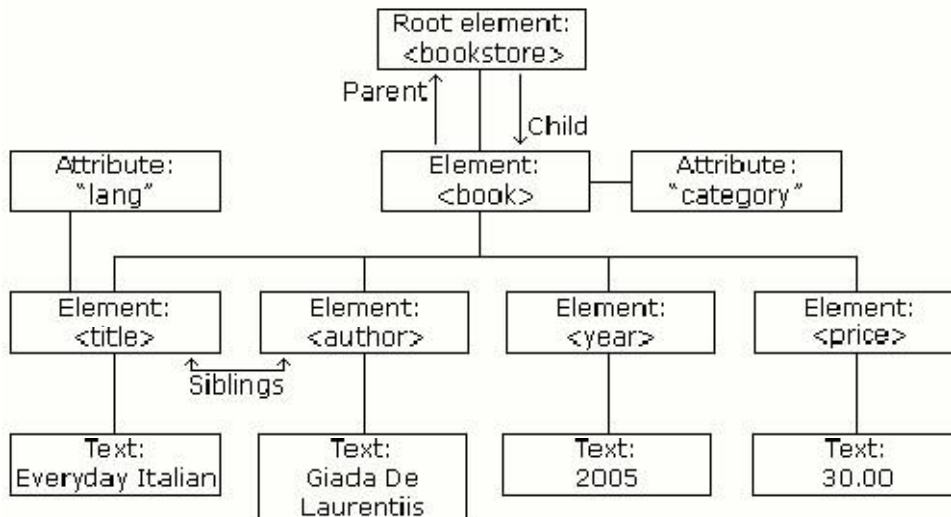 Root element:
<bookstore>
Parent
Child
Attribute:
"lang"
Element:
<book>
Attribute:
"category"
Element:
<title>
Element:
<author>
Element:
<year>
Element:
<price>
Siblings
Text:
Everyday Italian
Text:
Giada De
Laurentiis
Text:
2005
Text:
30.00